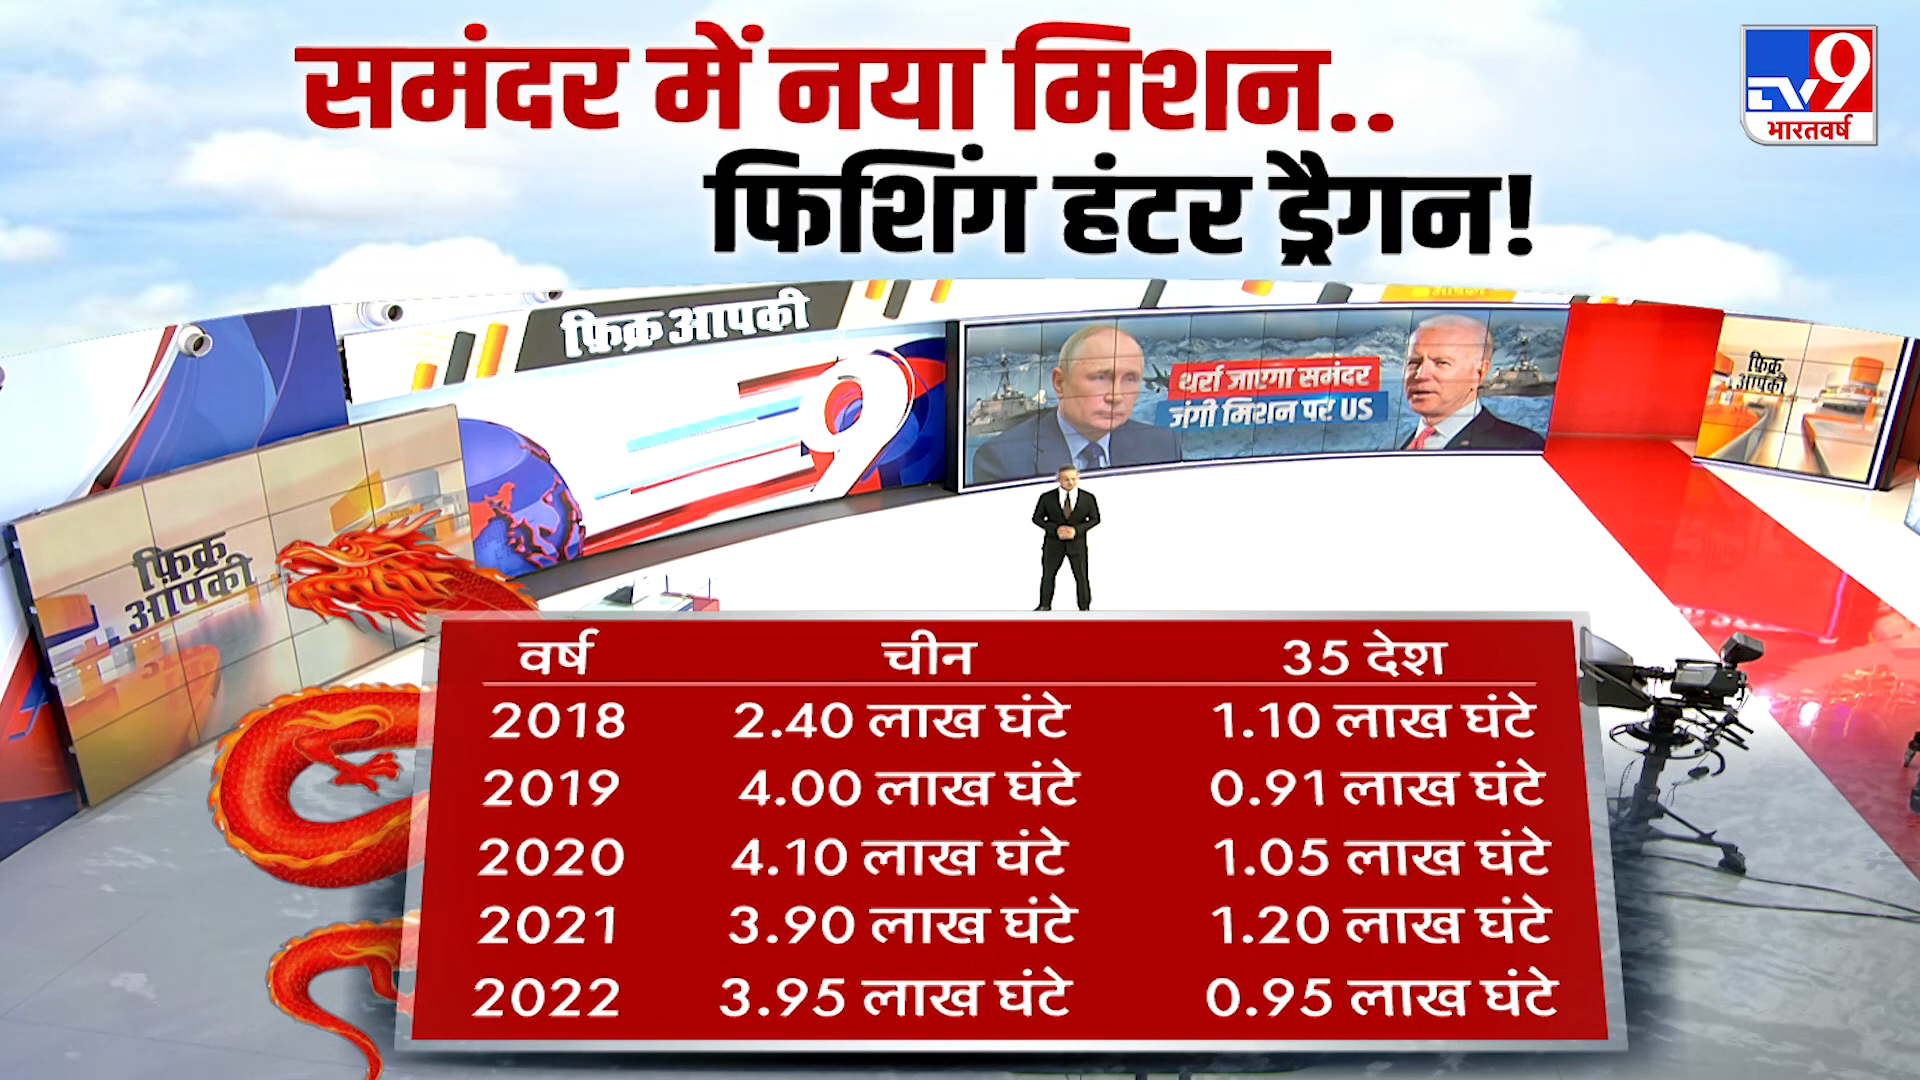 समंदर में नया मिशन..
फिशिंग हंटर ड्रैगन!
TV9
भारतवर्ष
फ़िक्र आपकी
9
थर्रा जाएगा समंदर
जंगी मिशन पर US
फ़िक्र
आपकी
फ़िक्र
आपकी
वर्ष चीन 35 देश
2018 2.40 लाख घंटे 1.10 लाख घंटे
2019 4.00 लाख घंटे 0.91 लाख घंटे
2020 4.10 लाख घंटे 1.05 लाख घंटे
2021 3.90 लाख घंटे 1.20 लाख घंटे
2022 3.95 लाख घंटे 0.95 लाख घंटे